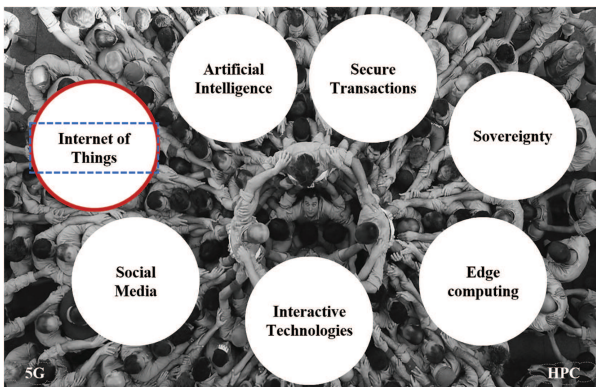 Artificial
Intelligence
Secure
Transactions
Internet of
Things
Sovereignty
Social
Media
Edge
computing
Interactive
Technologies
5G
HPC